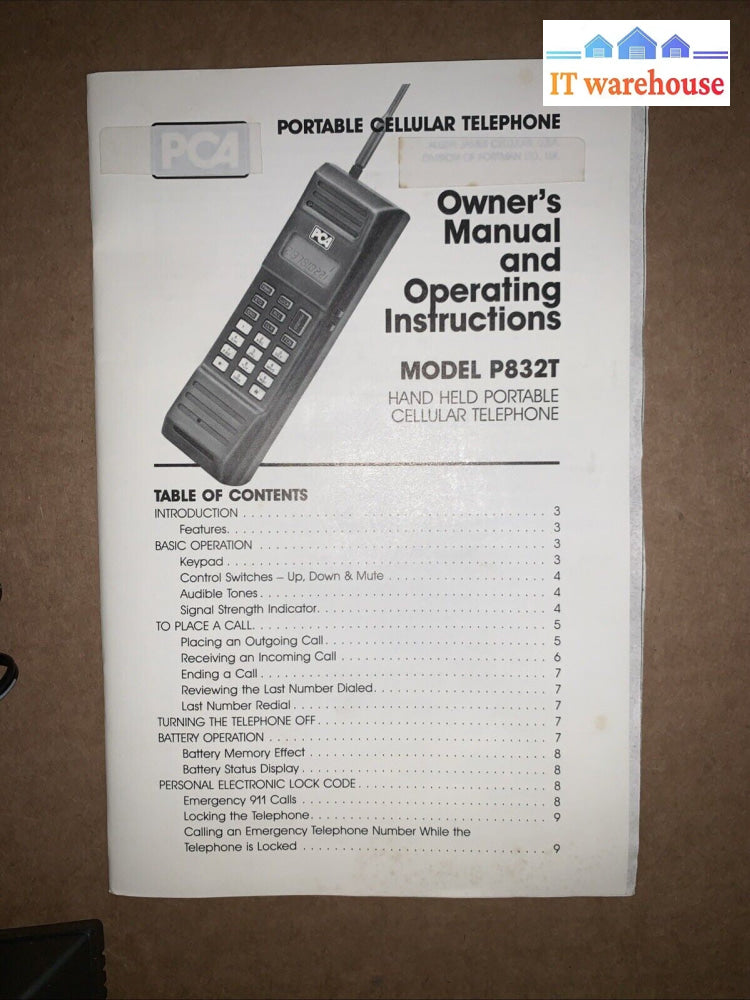 IT warehouse
PCA
PORTABLE CELLULAR TELEPHONE
DIVISION OF
PCA
Owner's
Manual
and
Operating
Instructions
MODEL P832T
HAND HELD PORTABLE
CELLULAR TELEPHONE
TABLE OF CONTENTS
INTRODUCTION . . . . . . . . . . 3
Features. . . . . . . . . . 3
BASIC OPERATION . . . . . . . . . . 3
Keypad . . . . . . . . . . 3
Control Switches – Up, Down & Mute . . . . . . . . . . 4
Audible Tones . . . . . . . . . . 4
Signal Strength Indicator. . . . . . . . . . 4
TO PLACE A CALL. . . . . . . . . . 5
Placing an Outgoing Call . . . . . . . . . . 5
Receiving an Incoming Call . . . . . . . . . . 6
Ending a Call . . . . . . . . . . 7
Reviewing the Last Number Dialed. . . . . . . . . . 7
Last Number Redial . . . . . . . . . . 7
TURNING THE TELEPHONE OFF . . . . . . . . . . 7
BATTERY OPERATION . . . . . . . . . . 7
Battery Memory Effect . . . . . . . . . . 8
Battery Status Display . . . . . . . . . . 8
PERSONAL ELECTRONIC LOCK CODE . . . . . . . . . . 8
Emergency 911 Calls . . . . . . . . . . 8
Locking the Telephone. . . . . . . . . . 9
Calling an Emergency Telephone Number While the
Telephone is Locked . . . . . . . . . . 9